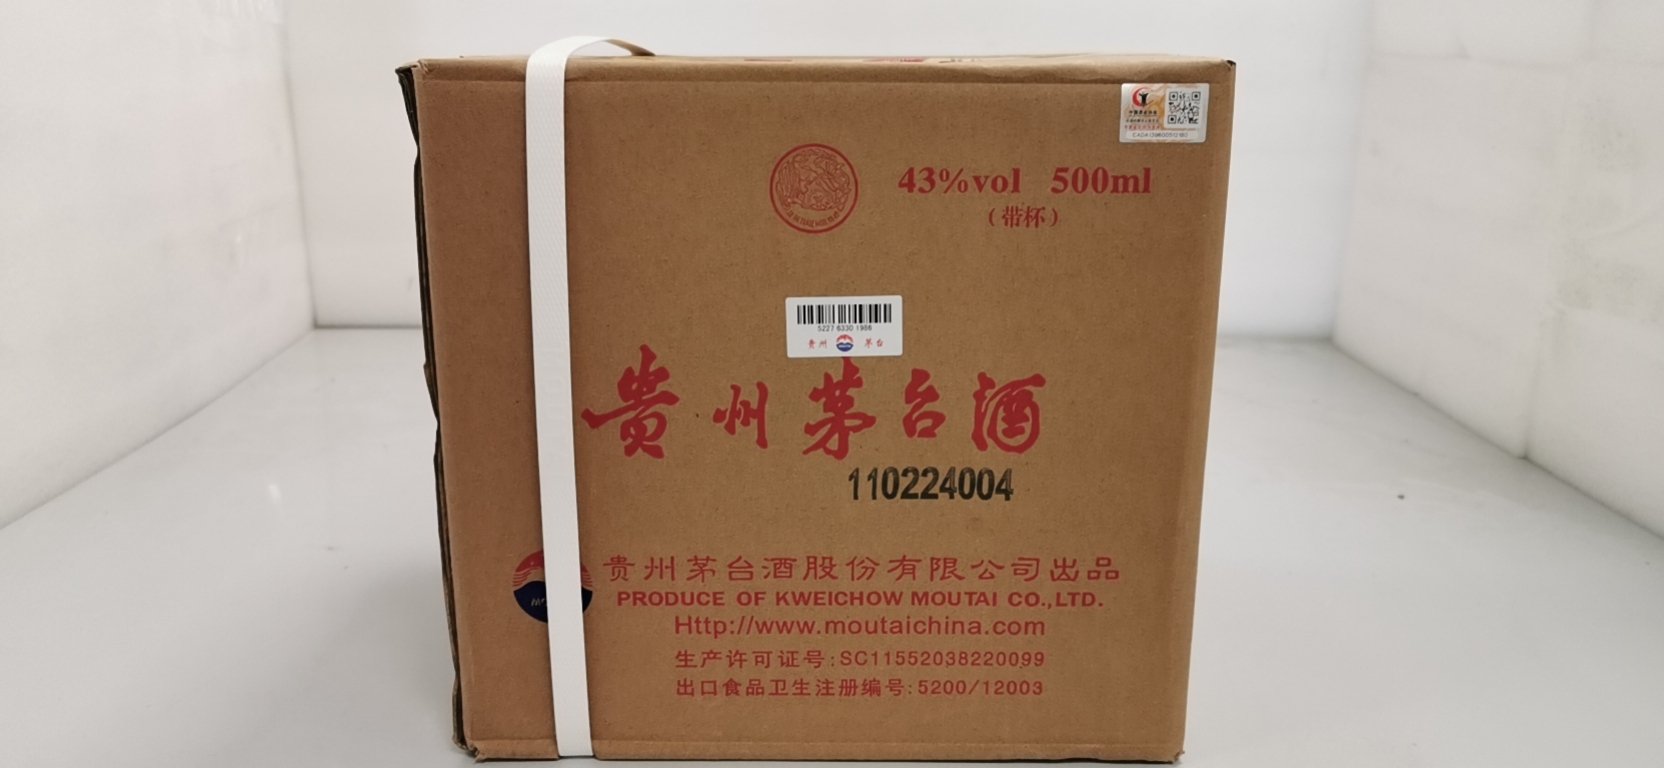 43%vol 500ml
（带杯）
5227 6330 1986
贵州 茅台
贵州茅台酒
110224004
贵州茅台酒股份有限公司出品
PRODUCE OF KWEICHOW MOUTAI CO.,LTD.
Http://www.moutaichina.com
生产许可证号:SC11552038220099
出口食品卫生注册编号:5200/12003